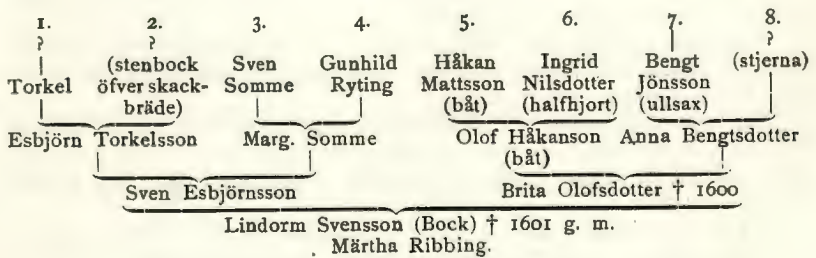 1. 2. 3. 4. 5. 6. 7. 8.
? ? ?
(stenbock Sven Gunhild Håkan Ingrid Bengt (stjerna)
Torkel öfver skack- Somme Ryting Mattsson Nilsdotter Jönsson
bräde) (båt) (halfhjort) (ullsax)
Esbjörn Torkelsson Marg. Somme Olof Håkanson Anna Bengtsdotter
(båt)
Sven Esbjörnsson Brita Olofsdotter † 1600
Lindorm Svensson (Bock) † 1601 g. m.
Märtha Ribbing.